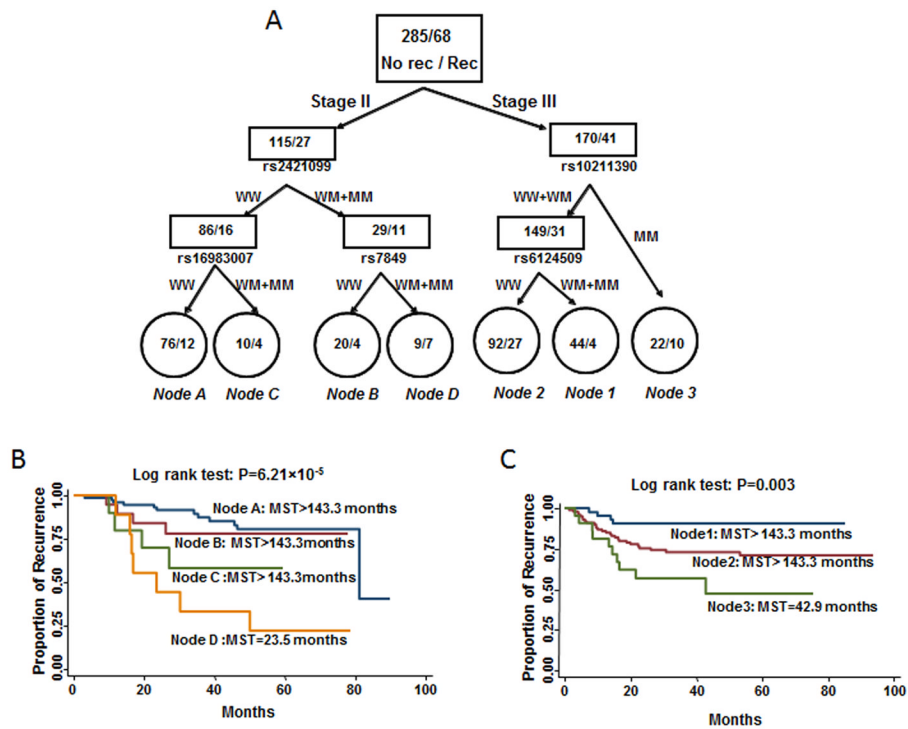 A
285/68
No rec / Rec
Stage II
Stage III
115/27
170/41
rs2421099
rs10211390
WW
WM+MM
WW+WM
MM
86/16
29/11
149/31
rs16983007
rs7849
rs6124509
WW
WM+MM
WW
WM+MM
WW
WM+MM
76/12
10/4
20/4
9/7
92/27
44/4
22/10
Node A
Node C
Node B
Node D
Node 2
Node 1
Node 3
B
Log rank test: P=6.21×10⁻⁵
Proportion of Recurrence
1.00
0.75
0.50
0.25
0.00
Node A: MST>143.3 months
Node B: MST>143.3months
Node C :MST>143.3months
Node D :MST=23.5 months
0
20
40
60
80
100
Months
C
Log rank test: P=0.003
Proportion of Recurrence
1.00
0.75
0.50
0.25
0.00
Node1: MST>143.3 months
Node2: MST>143.3 months
Node3: MST=42.9 months
0
20
40
60
80
100
Months